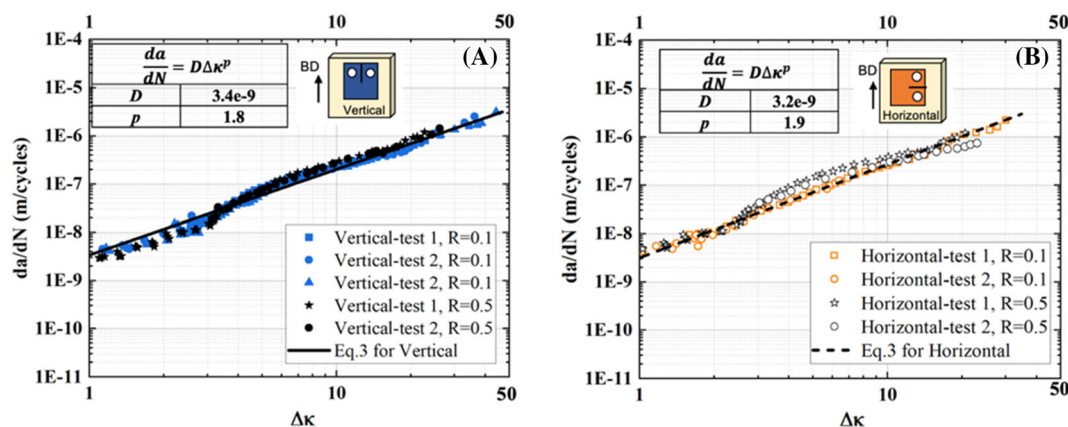 1 10 50
1E-4
1E-5
1E-6
1E-7
1E-8
1E-9
1E-10
1E-11
da/dN (m/cycles)
da/dN = DΔκ^p
D 3.4e-9
p 1.8
BD
Vertical
(A)
Vertical-test 1, R=0.1
Vertical-test 2, R=0.1
Vertical-test 2, R=0.1
Vertical-test 1, R=0.5
Vertical-test 2, R=0.5
Eq.3 for Vertical
1 10 50
Δκ
1 10 50
1E-4
1E-5
1E-6
1E-7
1E-8
1E-9
1E-10
1E-11
da/dN (m/cycles)
da/dN = DΔκ^p
D 3.2e-9
p 1.9
BD
Horizontal
(B)
Horizontal-test 1, R=0.1
Horizontal-test 2, R=0.1
Horizontal-test 1, R=0.5
Horizontal-test 2, R=0.5
Eq.3 for Horizontal
1 10 50
Δκ